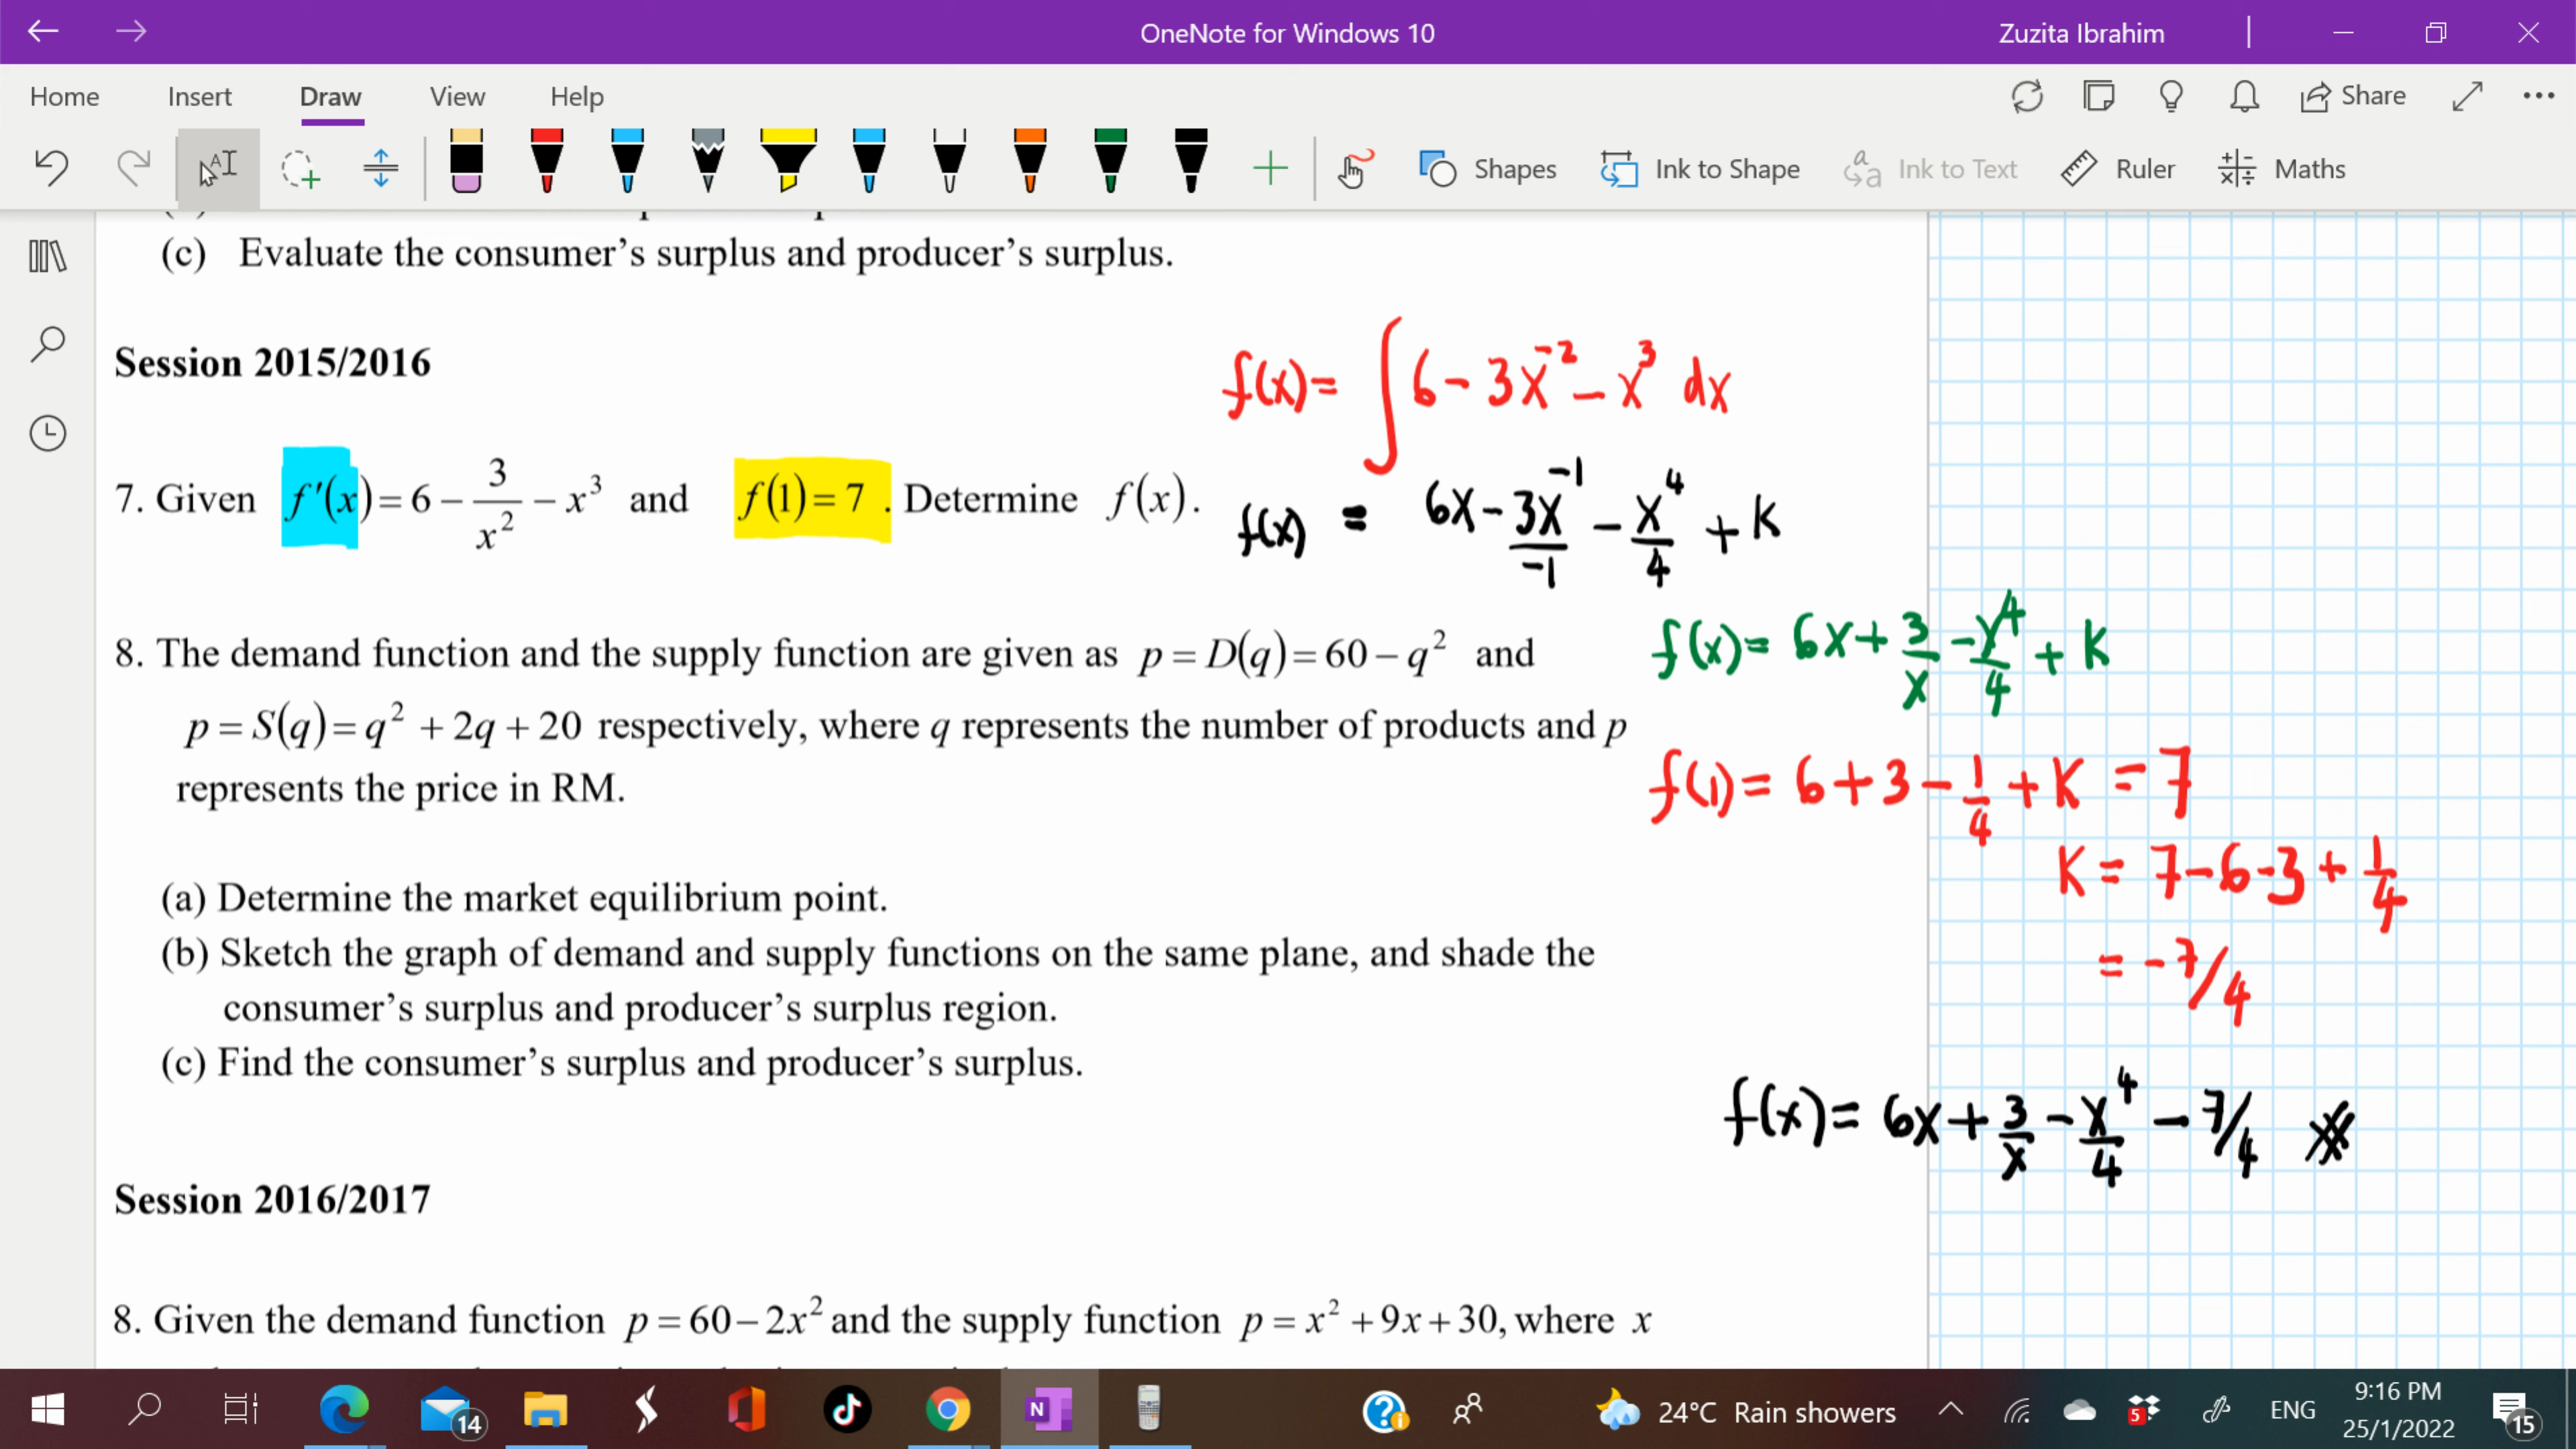 OneNote for Windows 10
Zuzita Ibrahim
Home Insert Draw View Help
Share
Shapes Ink to Shape Ink to Text Ruler Maths
(c) Evaluate the consumer's surplus and producer's surplus.
Session 2015/2016
f(x) = ∫ 6 - 3x⁻² - x³ dx
7. Given f'(x) = 6 - 3/x² - x³ and f(1) = 7. Determine f(x).
f(x) = 6x - 3x⁻¹/-1 - x⁴/4 + K
f(x) = 6x + 3/x - x⁴/4 + K
8. The demand function and the supply function are given as p = D(q) = 60 - q² and
p = S(q) = q² + 2q + 20 respectively, where q represents the number of products and p
represents the price in RM.
f(1) = 6 + 3 - 1/4 + K = 7
K = 7 - 6 - 3 + 1/4
= -7/4
(a) Determine the market equilibrium point.
(b) Sketch the graph of demand and supply functions on the same plane, and shade the
consumer's surplus and producer's surplus region.
(c) Find the consumer's surplus and producer's surplus.
f(x) = 6x + 3/x - x⁴/4 - 7/4
Session 2016/2017
8. Given the demand function p = 60 - 2x² and the supply function p = x² + 9x + 30, where x
14
24°C Rain showers
5
ENG
9:16 PM
25/1/2022
15